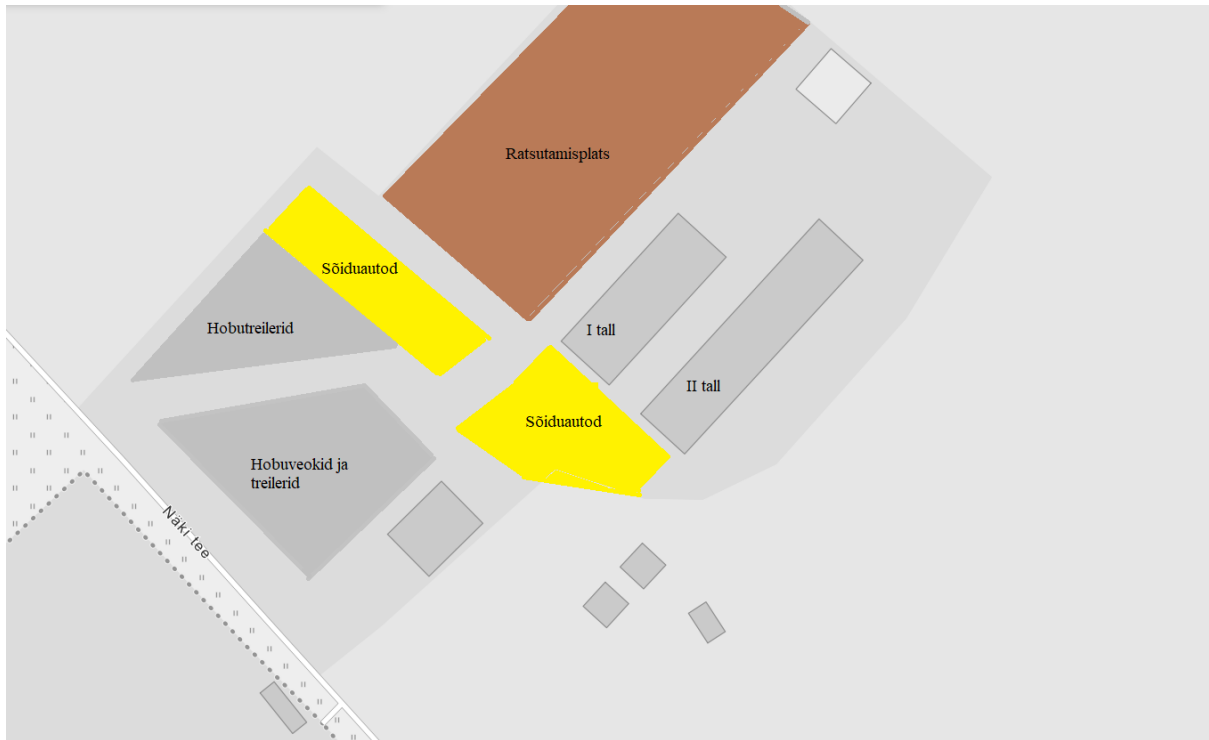 Ratsutamisplats
Sõiduautod
Hobutreilerid
I tall
II tall
Sõiduautod
Hobuveokid ja
treilerid
Näki tee